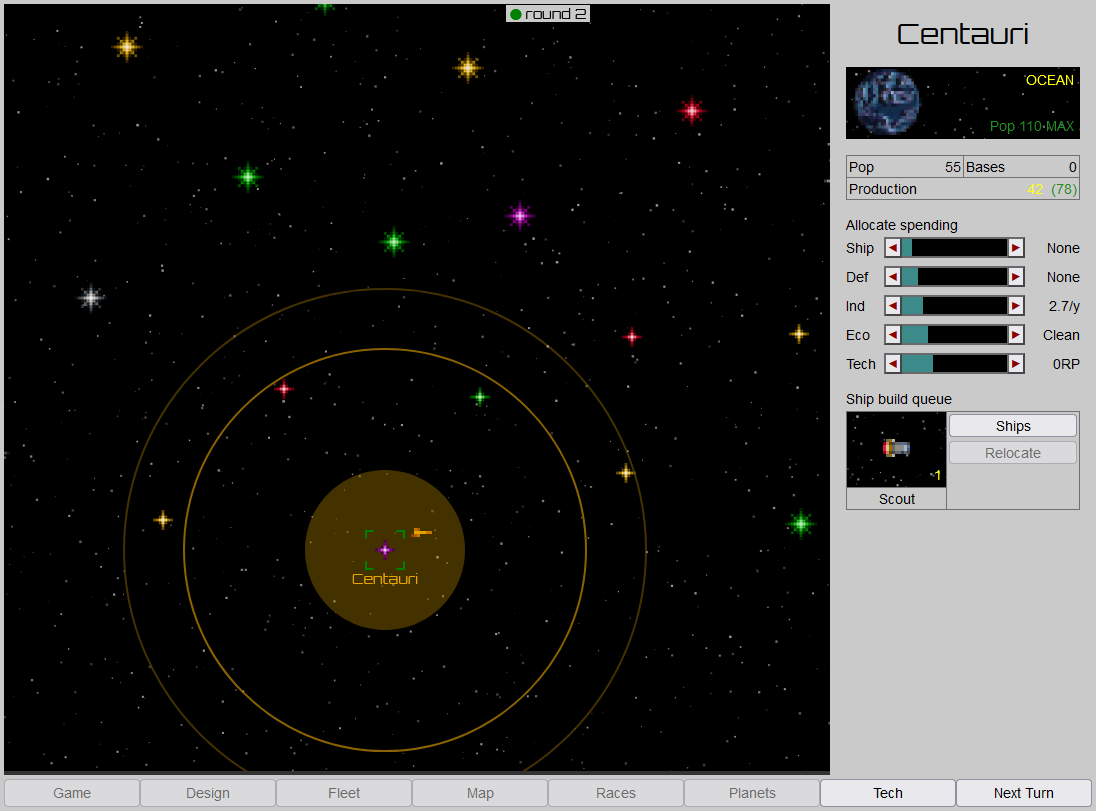 round 2
Centauri
OCEAN
Pop 110 MAX
Pop 55 Bases 0
Production 42 (78)
Allocate spending
Ship None
Def None
Ind 2.7/y
Eco Clean
Tech 0RP
Ship build queue
1
Scout
Ships
Relocate
Centauri
Game Design Fleet Map Races Planets Tech Next Turn